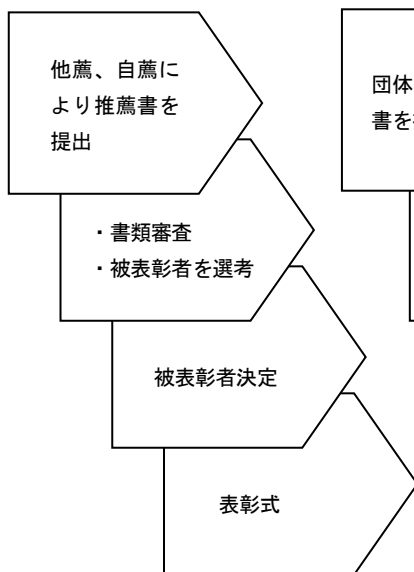 他薦、自薦に
より推薦書を
提出
・書類審査
・被表彰者を選考
被表彰者決定
表彰式
団体
書を